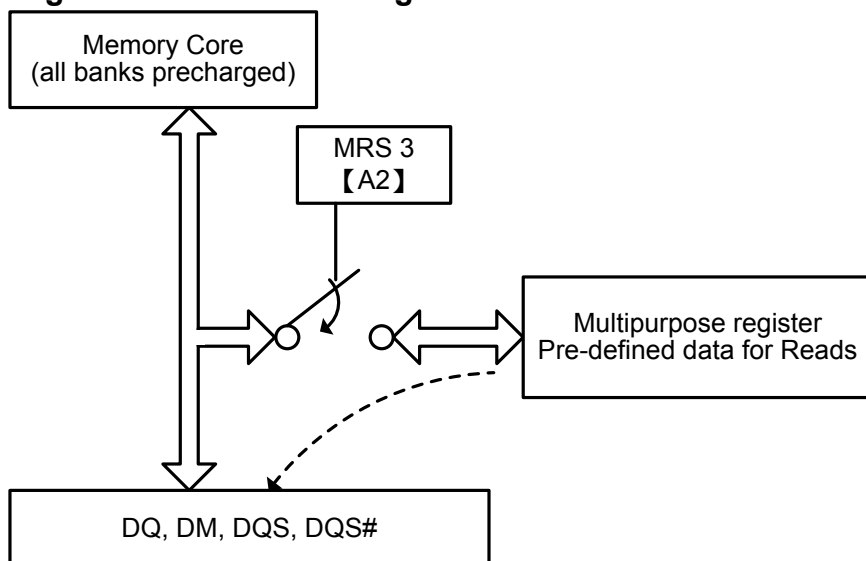 Memory Core
(all banks precharged)
MRS 3
【A2】
Multipurpose register
Pre-defined data for Reads
DQ, DM, DQS, DQS#